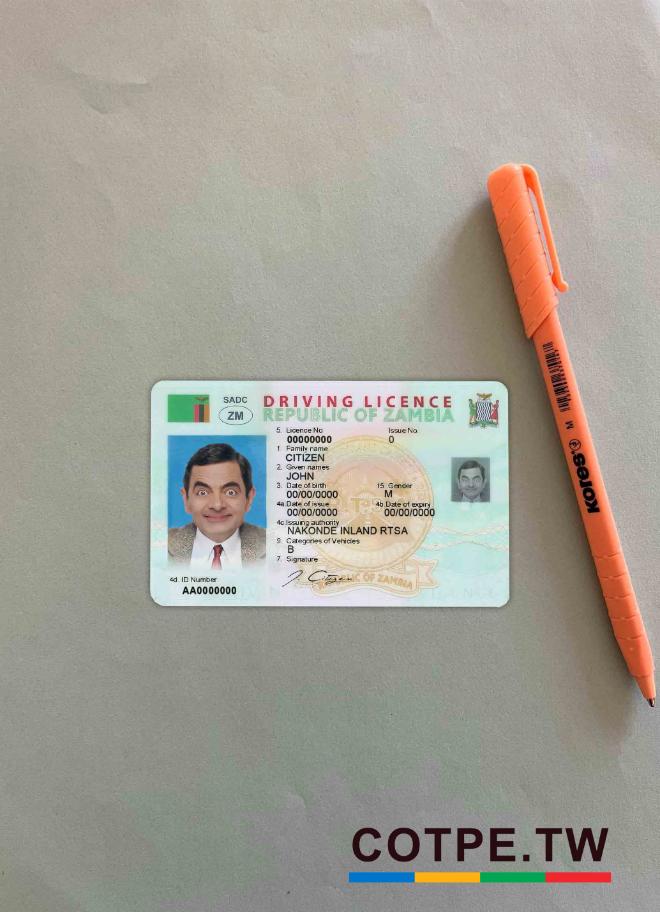 SADC
ZM
DRIVING LICENCE
REPUBLIC OF ZAMBIA
5. Licence No Issue No.
00000000 0
1. Family name
CITIZEN
2. Given names
JOHN
3. Date of birth 15. Gender
00/00/0000 M
4a. Date of issue 4b. Date of expiry
00/00/0000 00/00/0000
4c. Issuing authority
NAKONDE INLAND RTSA
9. Categories of Vehicles
B
7. Signature
4d. ID Number
AA0000000
IC OF ZAMBIA
kores
M
COTPE.TW